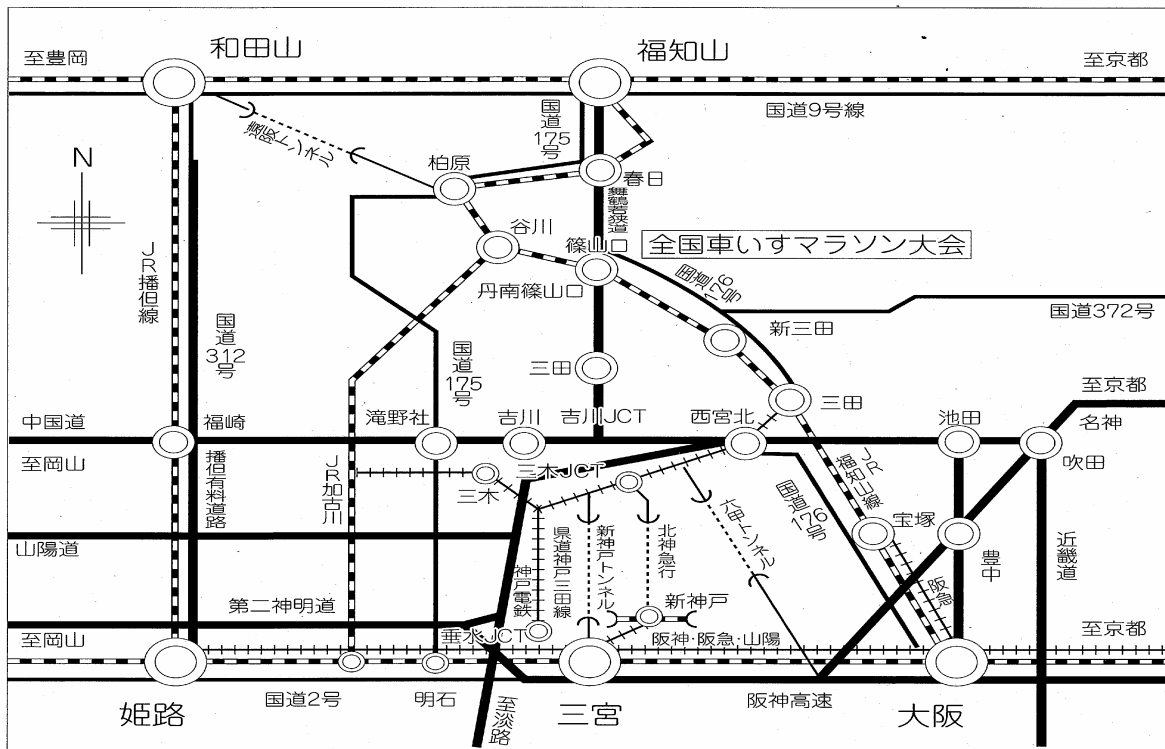 和田山
福知山
至豊岡
至京都
国道9号線
遠阪トンネル
国道175号
柏原
春日
舞鶴若狭道
N
谷川
篠山口
全国車いすマラソン大会
国道176号
丹南篠山口
JR播但線
国道372号
新三田
国道312号
国道175号
三田
三田
至京都
中国道
福崎
滝野社
吉川
吉川JCT
西宮北
池田
名神
至岡山
吹田
播但有料道路
JR加古川
三木
三木JCT
JR福知山線
国道176号
六甲トンネル
宝塚
山陽道
神戸電鉄
県道神戸三田線
新神戸トンネル
北神急行
豊中
近畿道
阪急
第二神明道
新神戸
至岡山
垂水JCT
阪神・阪急・山陽
至京都
国道2号
明石
阪神高速
姫路
至淡路
三宮
大阪